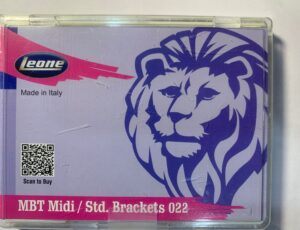 Leone
Made in Italy
Scan to Buy
MBT Midi / Std. Brackets 022